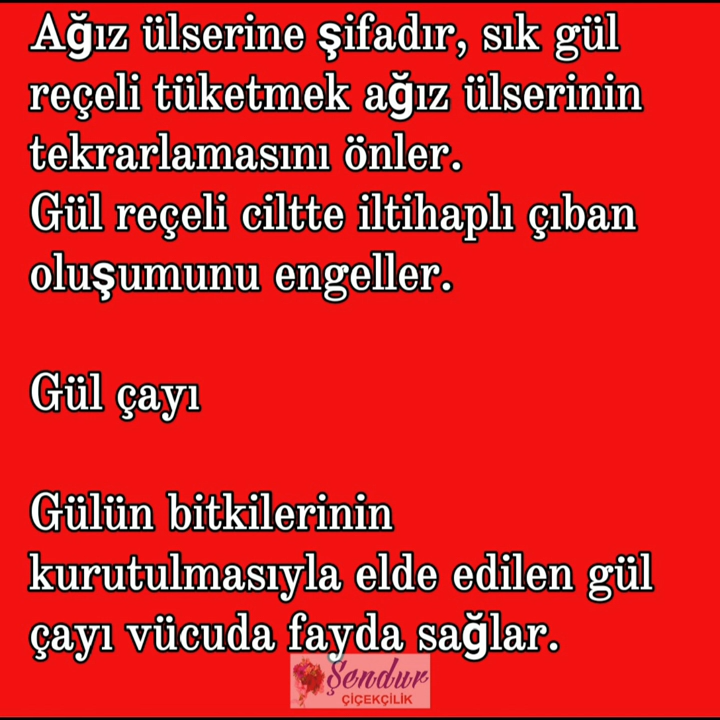 Ağız ülserine şifadır, sık gül
reçeli tüketmek ağız ülserinin
tekrarlamasını önler.
Gül reçeli ciltte iltihaplı çıban
oluşumunu engeller.
Gül çayı
Gülün bitkilerinin
kurutulmasıyla elde edilen gül
çayı vücuda fayda sağlar.
Şendur
ÇİÇEKÇİLİK